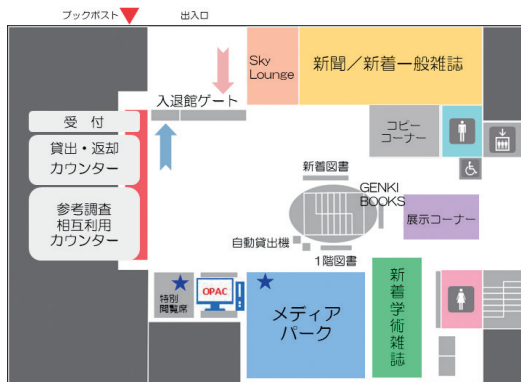 ブックポスト
出入口
Sky
Lounge
新聞／新着一般雑誌
入退館ゲート
受 付
貸出・返却
カウンター
参考調査
相互利用
カウンター
コピー
コーナー
新着図書
GENKI
BOOKS
展示コーナー
自動貸出機
1階図書
特別
閲覧席
OPAC
メディア
パーク
新着学術雑誌